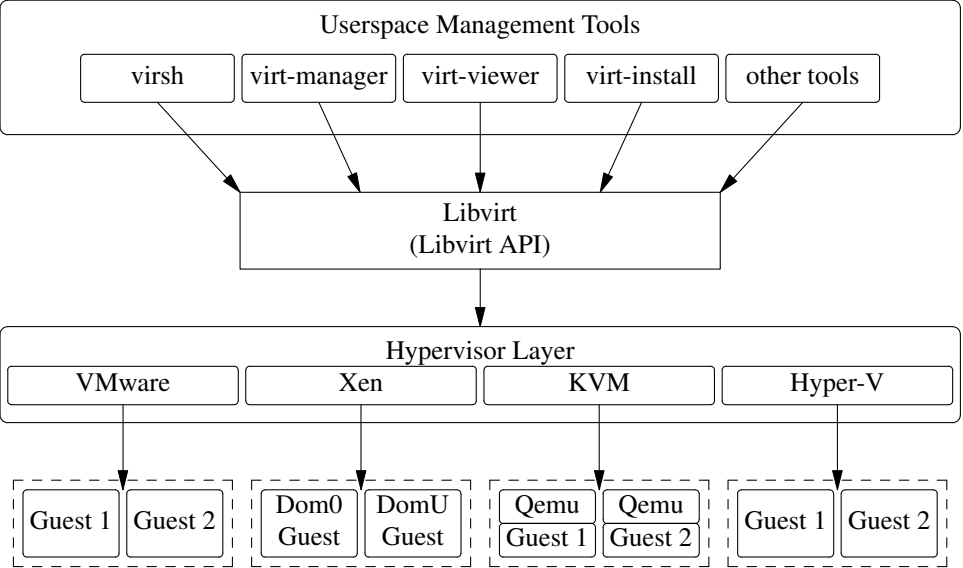 Userspace Management Tools
virsh virt-manager virt-viewer virt-install other tools
Libvirt
(Libvirt API)
Hypervisor Layer
VMware Xen KVM Hyper-V
Guest 1 Guest 2
Dom0 DomU
Guest Guest
Qemu Qemu
Guest 1 Guest 2
Guest 1 Guest 2